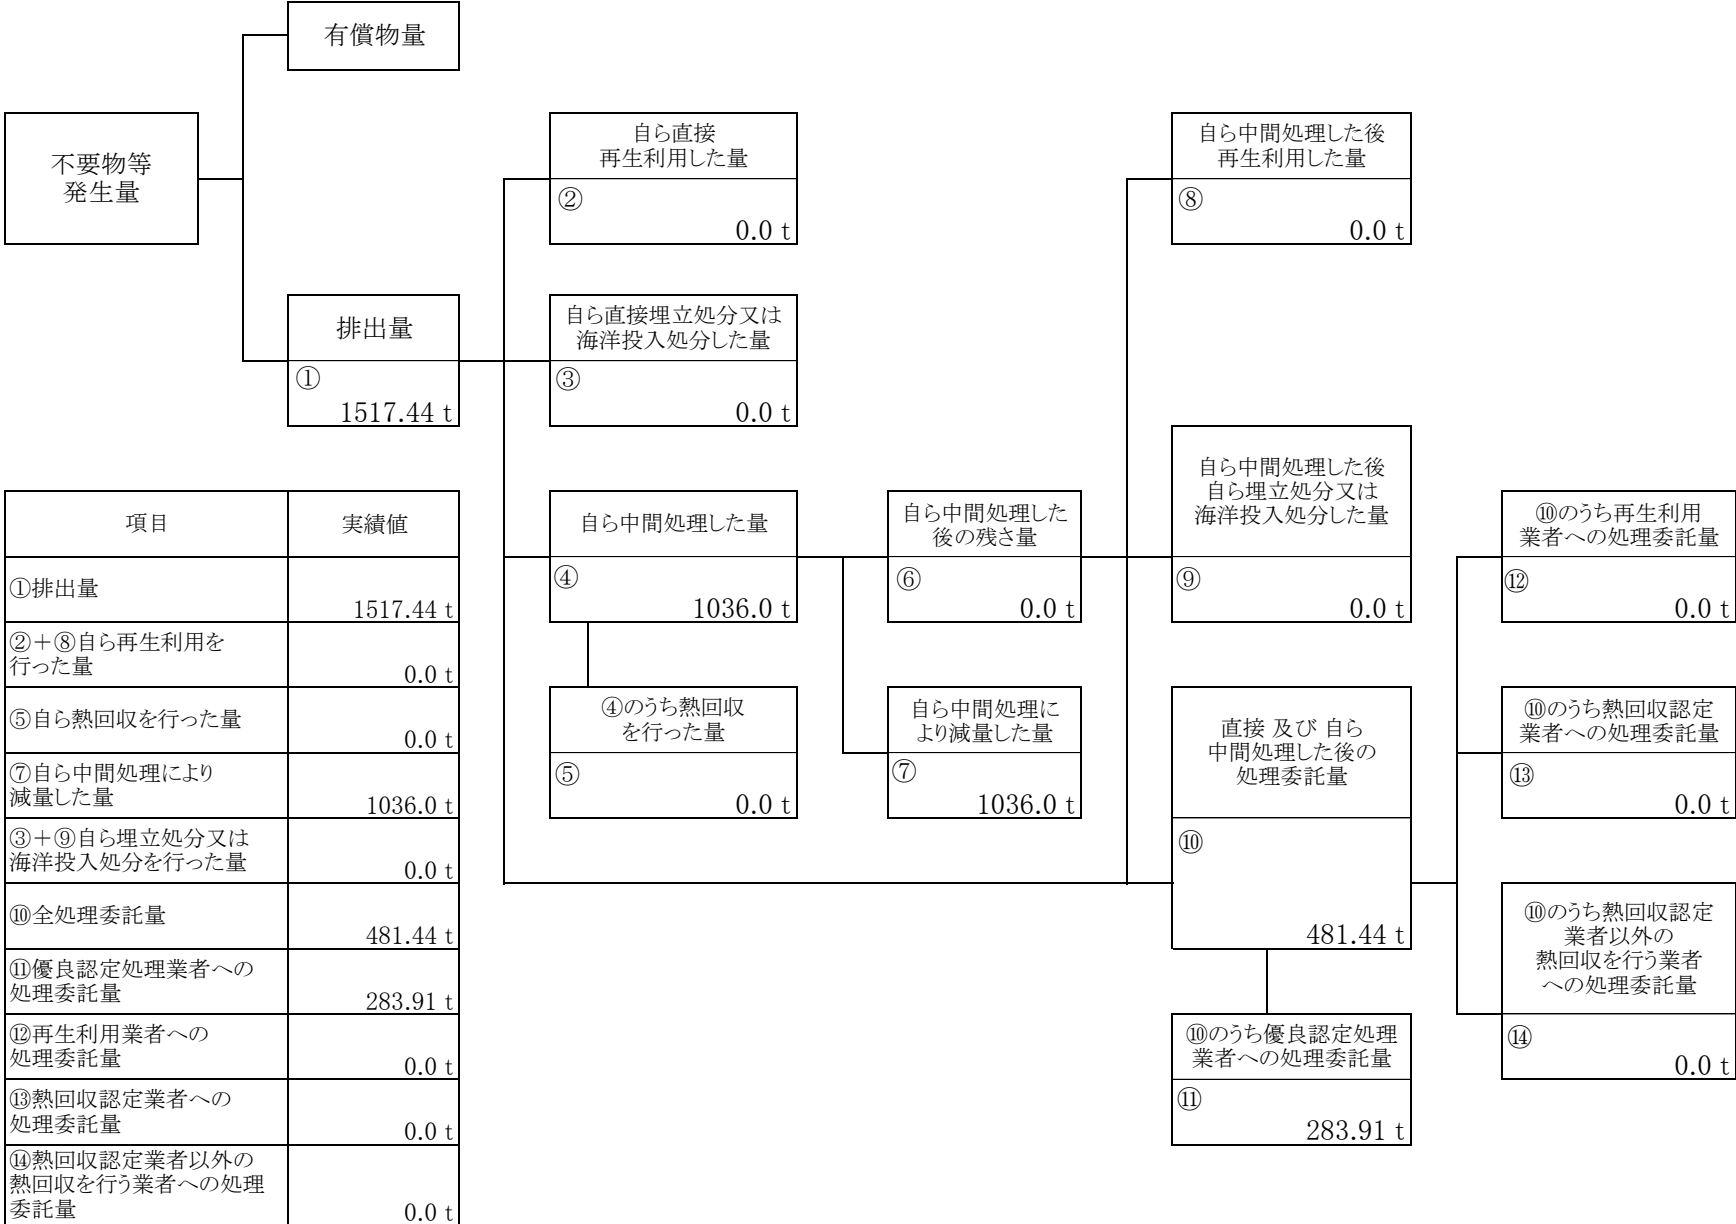 有償物量
不要物等
発生量
自ら直接
再生利用した量
②
0.0 t
自ら中間処理した後
再生利用した量
⑧
0.0 t
排出量
①
1517.44 t
自ら直接埋立処分又は
海洋投入処分した量
③
0.0 t
自ら中間処理した量
④
1036.0 t
自ら中間処理した
後の残さ量
⑥
0.0 t
自ら中間処理した後
自ら埋立処分又は
海洋投入処分した量
⑨
0.0 t
⑩のうち再生利用
業者への処理委託量
⑫
0.0 t
④のうち熱回収
を行った量
⑤
0.0 t
自ら中間処理に
より減量した量
⑦
1036.0 t
直接 及び 自ら
中間処理した後の
処理委託量
⑩
481.44 t
⑩のうち熱回収認定
業者への処理委託量
⑬
0.0 t
⑩のうち熱回収認定
業者以外の
熱回収を行う業者
への処理委託量
⑭
0.0 t
⑩のうち優良認定処理
業者への処理委託量
⑪
283.91 t
項目 実績値
①排出量
1517.44 t
②＋⑧自ら再生利用を
行った量
0.0 t
⑤自ら熱回収を行った量
0.0 t
⑦自ら中間処理により
減量した量
1036.0 t
③＋⑨自ら埋立処分又は
海洋投入処分を行った量
0.0 t
⑩全処理委託量
481.44 t
⑪優良認定処理業者への
処理委託量
283.91 t
⑫再生利用業者への
処理委託量
0.0 t
⑬熱回収認定業者への
処理委託量
0.0 t
⑭熱回収認定業者以外の
熱回収を行う業者への処理
委託量
0.0 t